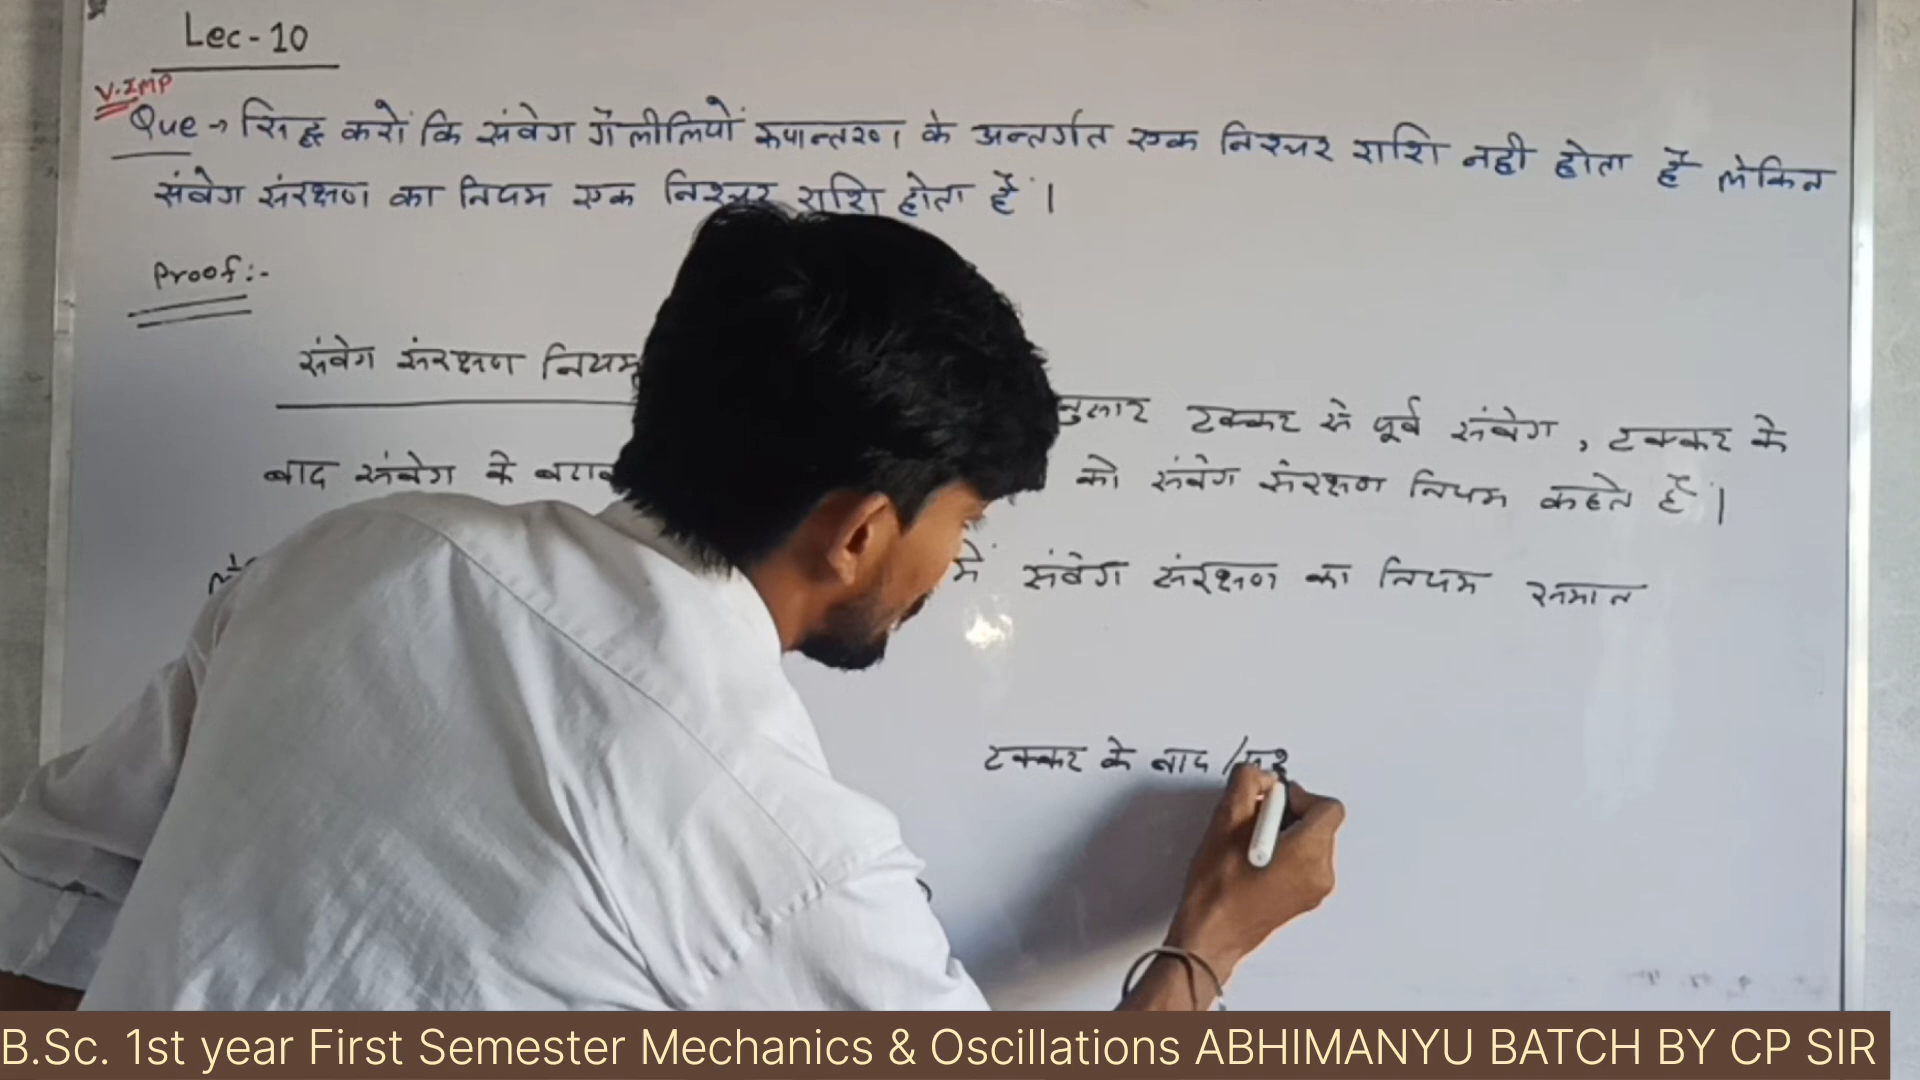 Lec-10
V.IMP
Que → सिद्ध करों कि संवेग गैलीलियों रूपान्तरण के अन्तर्गत एक निश्चर राशि नही होता है लेकिन
संवेग संरक्षण का नियम एक निश्चर राशि होता है ।
Proof:-
संवेग संरक्षण नियम
टक्कर से पूर्व संवेग , टक्कर के
बाद संवेग के को संवेग संरक्षण नियम कहते हैं ।
में संवेग संरक्षण का नियम समान
टक्कर के बाद /
B.Sc. 1st year First Semester Mechanics & Oscillations ABHIMANYU BATCH BY CP SIR